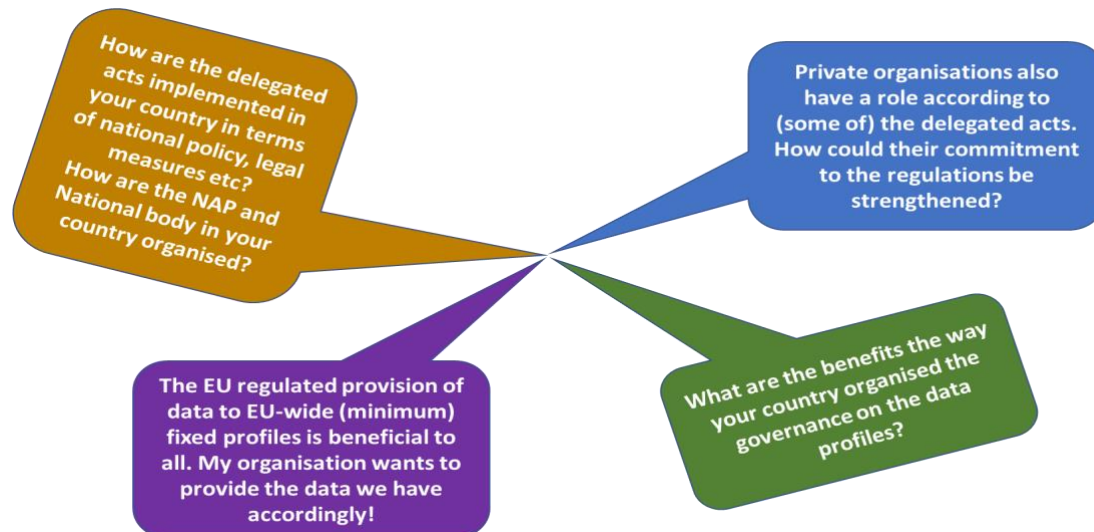 How are the delegated
acts implemented in
your country in terms
of national policy, legal
measures etc?
How are the NAP and
National body in your
country organised?
Private organisations also
have a role according to
(some of) the delegated acts.
How could their commitment
to the regulations be
strengthened?
The EU regulated provision of
data to EU-wide (minimum)
fixed profiles is beneficial to
all. My organisation wants to
provide the data we have
accordingly!
What are the benefits the way
your country organised the
governance on the data
profiles?